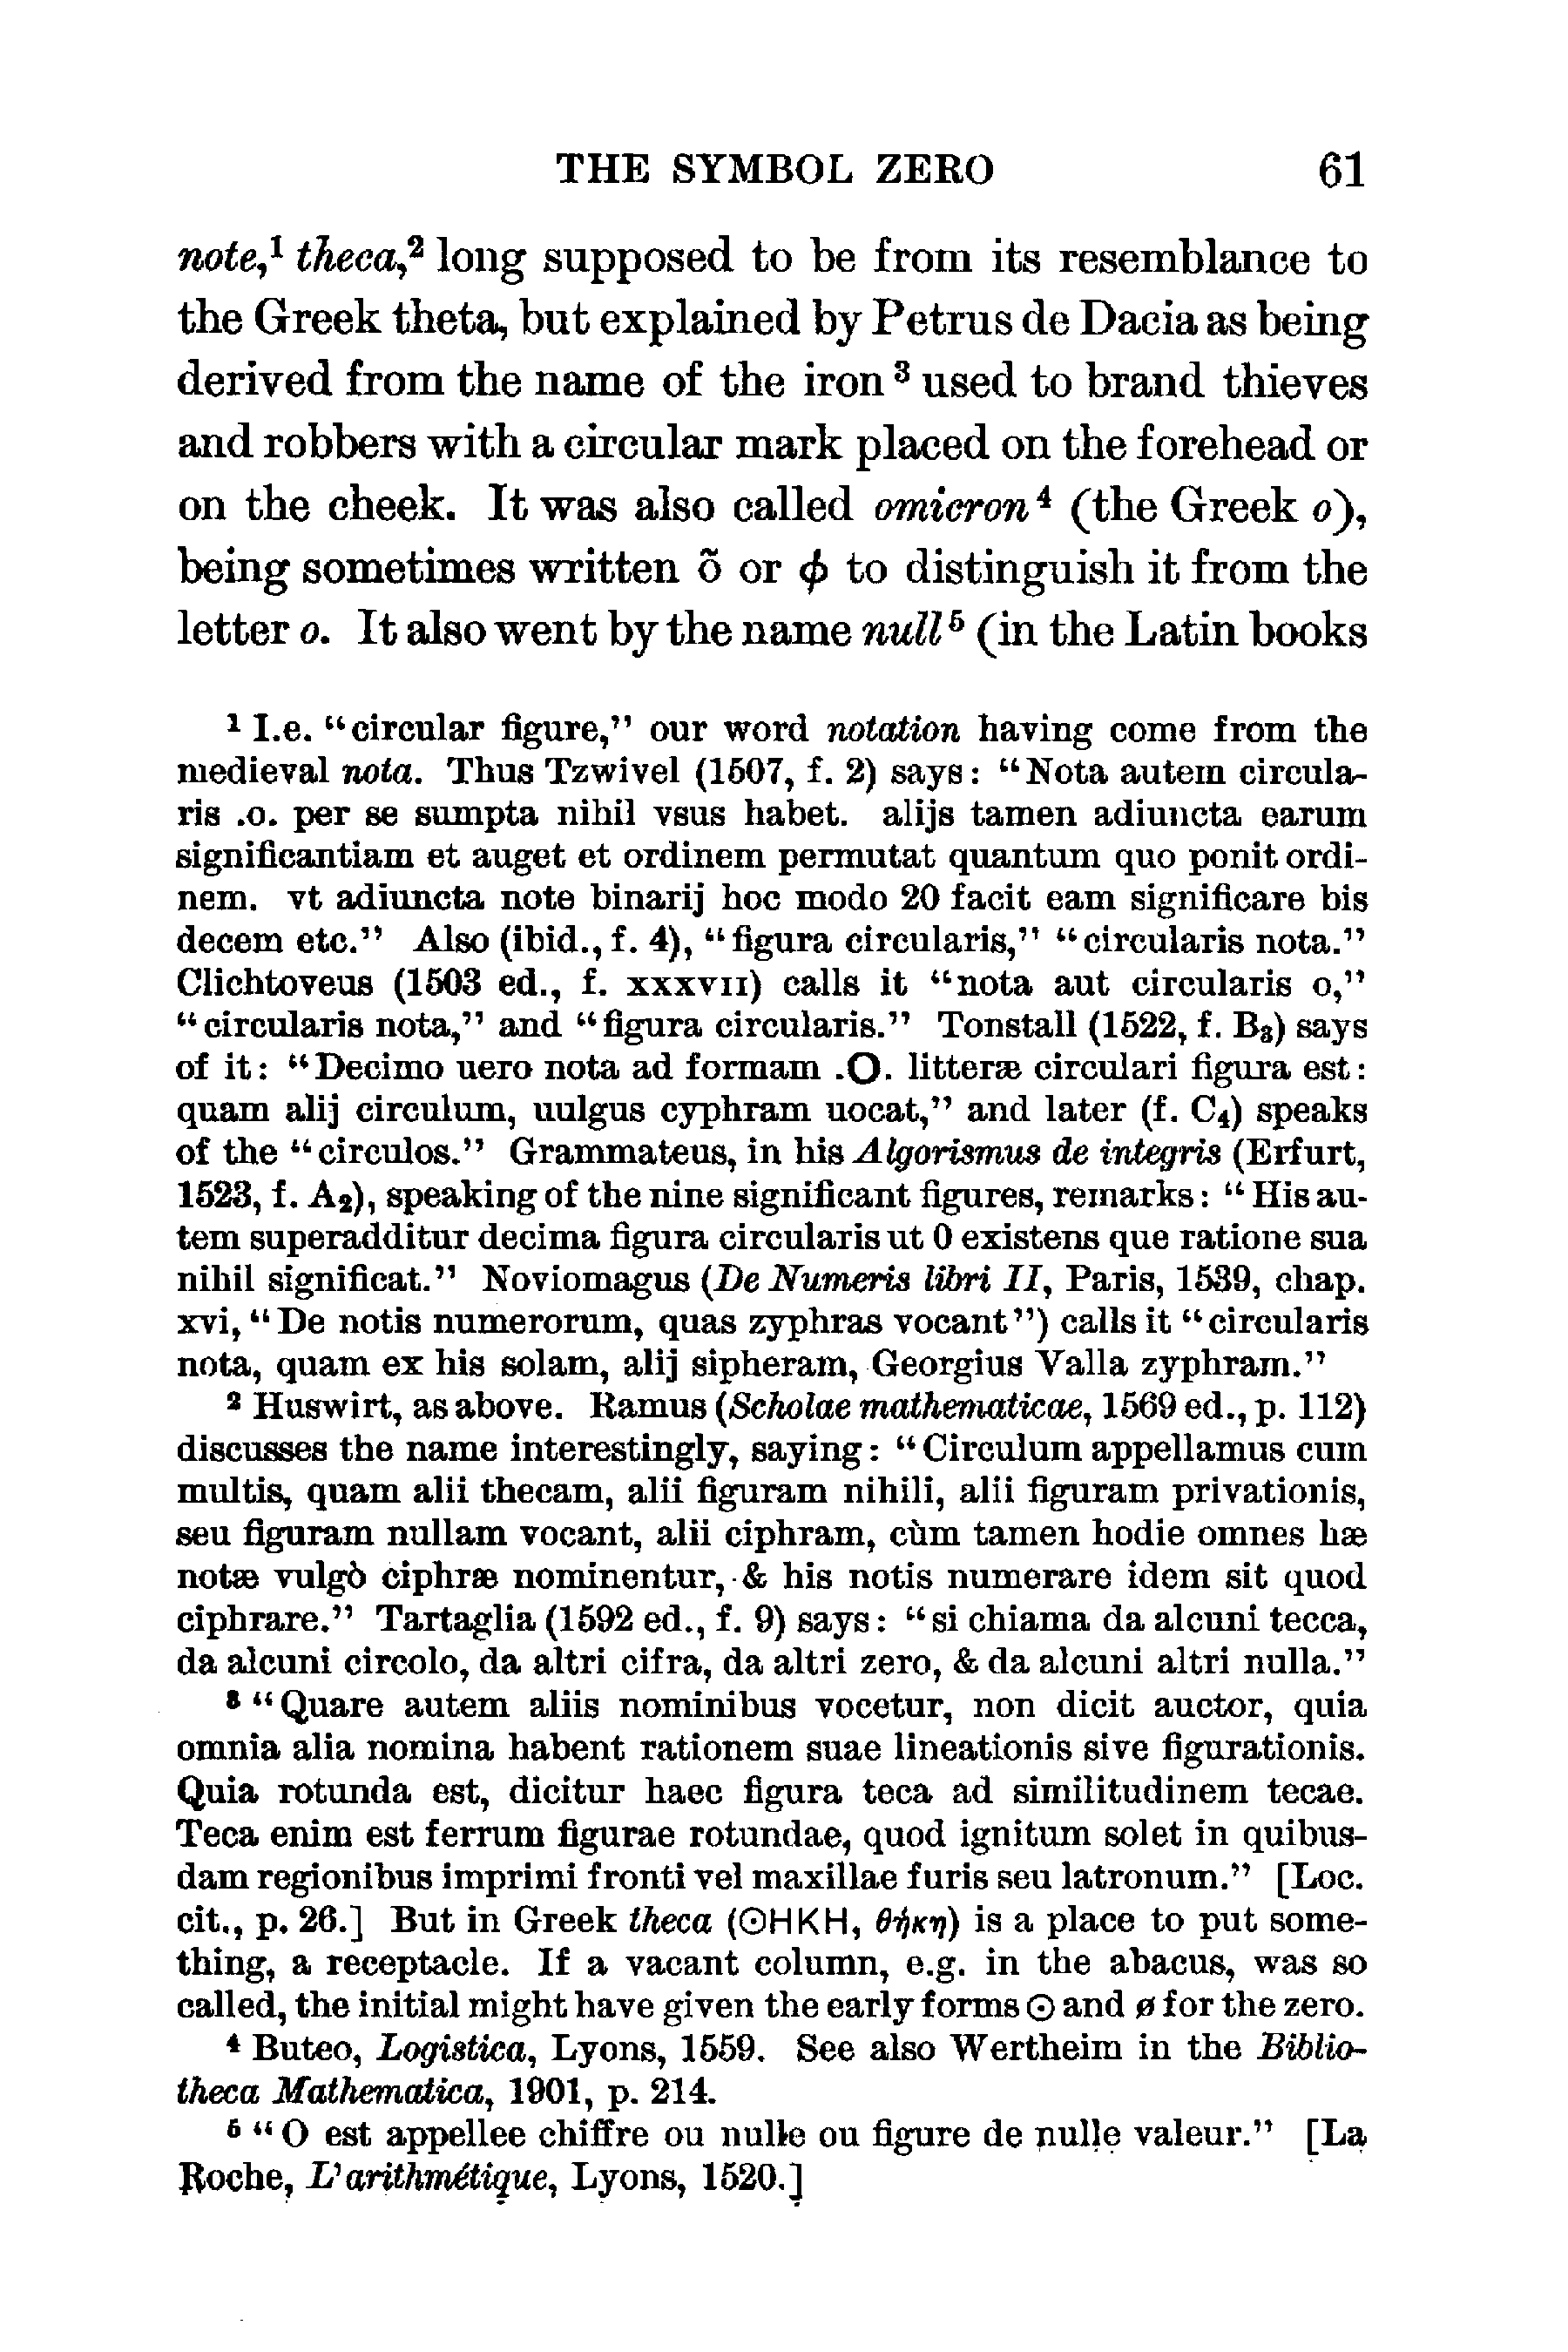 THE SYMBOL ZERO 61
note,¹ theca,² long supposed to be from its resemblance to
the Greek theta, but explained by Petrus de Dacia as being
derived from the name of the iron ³ used to brand thieves
and robbers with a circular mark placed on the forehead or
on the cheek. It was also called omicron ⁴ (the Greek o),
being sometimes written õ or ϕ to distinguish it from the
letter o. It also went by the name null ⁵ (in the Latin books
¹ I.e. “circular figure,” our word notation having come from the
medieval nota. Thus Tzwivel (1507, f. 2) says: “Nota autem circula-
ris .o. per se sumpta nihil vsus habet. alijs tamen adiuncta earum
significantiam et auget et ordinem permutat quantum quo ponit ordi-
nem. vt adiuncta note binarij hoc modo 20 facit eam significare bis
decem etc.” Also (ibid., f. 4), “figura circularis,” “circularis nota.”
Clichtoveus (1503 ed., f. xxxvii) calls it “nota aut circularis o,”
“circularis nota,” and “figura circularis.” Tonstall (1522, f. B₃) says
of it: “Decimo uero nota ad formam .O. litteræ circulari figura est:
quam alij circulum, uulgus cyphram uocat,” and later (f. C₄) speaks
of the “circulos.” Grammateus, in his Algorismus de integris (Erfurt,
1523, f. A₂), speaking of the nine significant figures, remarks: “His au-
tem superadditur decima figura circularis ut 0 existens que ratione sua
nihil significat.” Noviomagus (De Numeris libri II, Paris, 1539, chap.
xvi, “De notis numerorum, quas zyphras vocant”) calls it “circularis
nota, quam ex his solam, alij sipheram, Georgius Valla zyphram.”
² Huswirt, as above. Ramus (Scholae mathematicae, 1569 ed., p. 112)
discusses the name interestingly, saying: “Circulum appellamus cum
multis, quam alii thecam, alii figuram nihili, alii figuram privationis,
seu figuram nullam vocant, alii ciphram, cùm tamen hodie omnes hæ
notæ vulgò ciphræ nominentur, & his notis numerare idem sit quod
ciphrare.” Tartaglia (1592 ed., f. 9) says: “si chiama da alcuni tecca,
da alcuni circolo, da altri cifra, da altri zero, & da alcuni altri nulla.”
³ “Quare autem aliis nominibus vocetur, non dicit auctor, quia
omnia alia nomina habent rationem suae lineationis sive figurationis.
Quia rotunda est, dicitur haec figura teca ad similitudinem tecae.
Teca enim est ferrum figurae rotundae, quod ignitum solet in quibus-
dam regionibus imprimi fronti vel maxillae furis seu latronum.” [Loc.
cit., p. 26.] But in Greek theca (ΘΗΚΗ, θήκη) is a place to put some-
thing, a receptacle. If a vacant column, e.g. in the abacus, was so
called, the initial might have given the early forms ⊙ and ø for the zero.
⁴ Buteo, Logistica, Lyons, 1559. See also Wertheim in the Biblio-
theca Mathematica, 1901, p. 214.
⁵ “O est appellee chiffre ou nulle ou figure de nulle valeur.” [La
Roche, L'arithmétique, Lyons, 1520.]